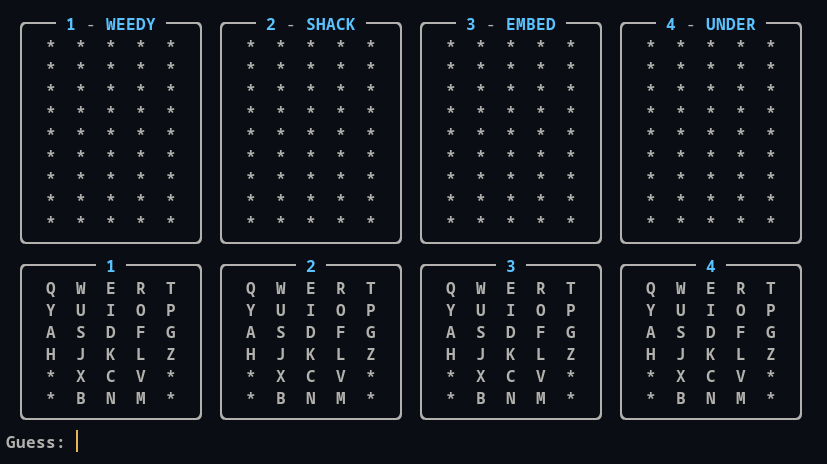 1 - WEEDY 2 - SHACK 3 - EMBED 4 - UNDER
* * * * * * * * * * * * * * * * * * * *
* * * * * * * * * * * * * * * * * * * *
* * * * * * * * * * * * * * * * * * * *
* * * * * * * * * * * * * * * * * * * *
* * * * * * * * * * * * * * * * * * * *
* * * * * * * * * * * * * * * * * * * *
* * * * * * * * * * * * * * * * * * * *
* * * * * * * * * * * * * * * * * * * *
* * * * * * * * * * * * * * * * * * * *
1 2 3 4
Q W E R T Q W E R T Q W E R T Q W E R T
Y U I O P Y U I O P Y U I O P Y U I O P
A S D F G A S D F G A S D F G A S D F G
H J K L Z H J K L Z H J K L Z H J K L Z
* X C V * * X C V * * X C V * * X C V *
* B N M * * B N M * * B N M * * B N M *
Guess: